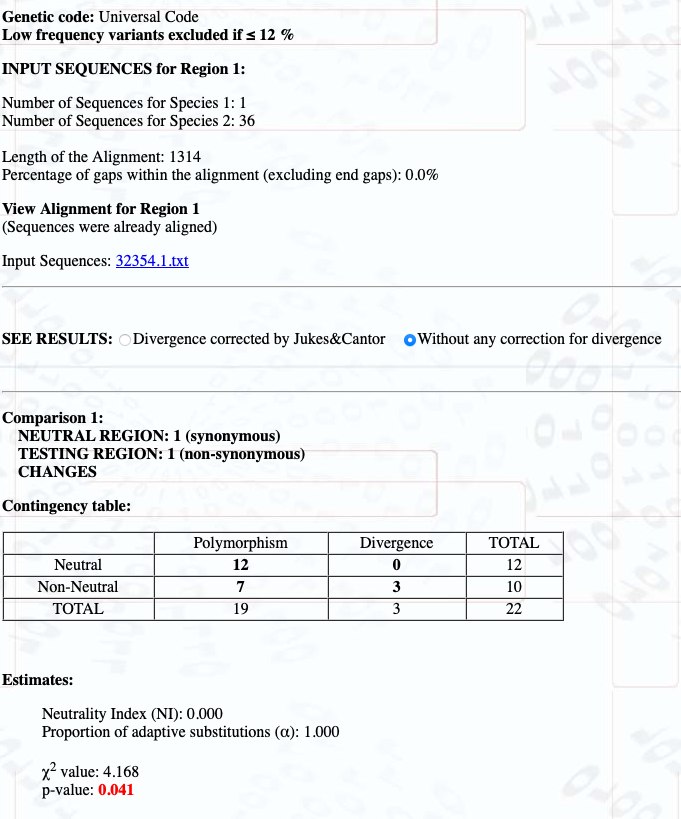 Genetic code: Universal Code
Low frequency variants excluded if ≤ 12 %
INPUT SEQUENCES for Region 1:
Number of Sequences for Species 1: 1
Number of Sequences for Species 2: 36
Length of the Alignment: 1314
Percentage of gaps within the alignment (excluding end gaps): 0.0%
View Alignment for Region 1
(Sequences were already aligned)
Input Sequences: 32354.1.txt
SEE RESULTS: Divergence corrected by Jukes&Cantor Without any correction for divergence
Comparison 1:
NEUTRAL REGION: 1 (synonymous)
TESTING REGION: 1 (non-synonymous)
CHANGES
Contingency table:
Polymorphism Divergence TOTAL
Neutral 12 0 12
Non-Neutral 7 3 10
TOTAL 19 3 22
Estimates:
Neutrality Index (NI): 0.000
Proportion of adaptive substitutions (α): 1.000
χ² value: 4.168
p-value: 0.041